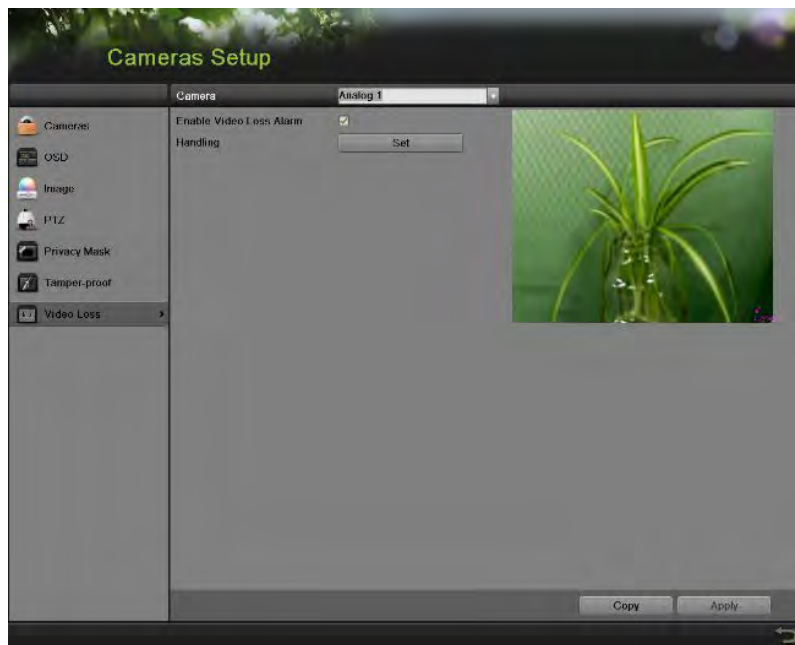 Cameras Setup
Camera Analog 1
Cameras
OSD
Image
PTZ
Privacy Mask
Tamper-proof
Video Loss
Enable Video Loss Alarm
Handling Set
Copy Apply